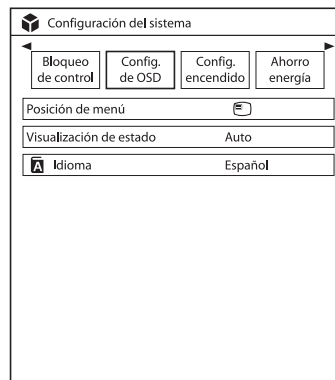 Configuración del sistema
Bloqueo de control
Config. de OSD
Config. encendido
Ahorro energía
Posición de menú
Visualización de estado Auto
A Idioma Español